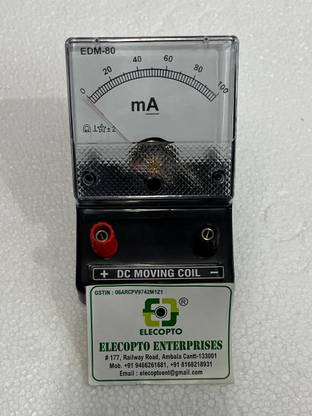 EDM-80
0 20 40 60 80 100
mA
+ DC MOVING COIL −
GSTIN : 06ARCPV9742M1Z1
®
ELECOPTO
ELECOPTO ENTERPRISES
# 177, Railway Road, Ambala Cantt-133001
Mob. +91 9466261681, +91 8168218931
Email : elecoptoent@gmail.com